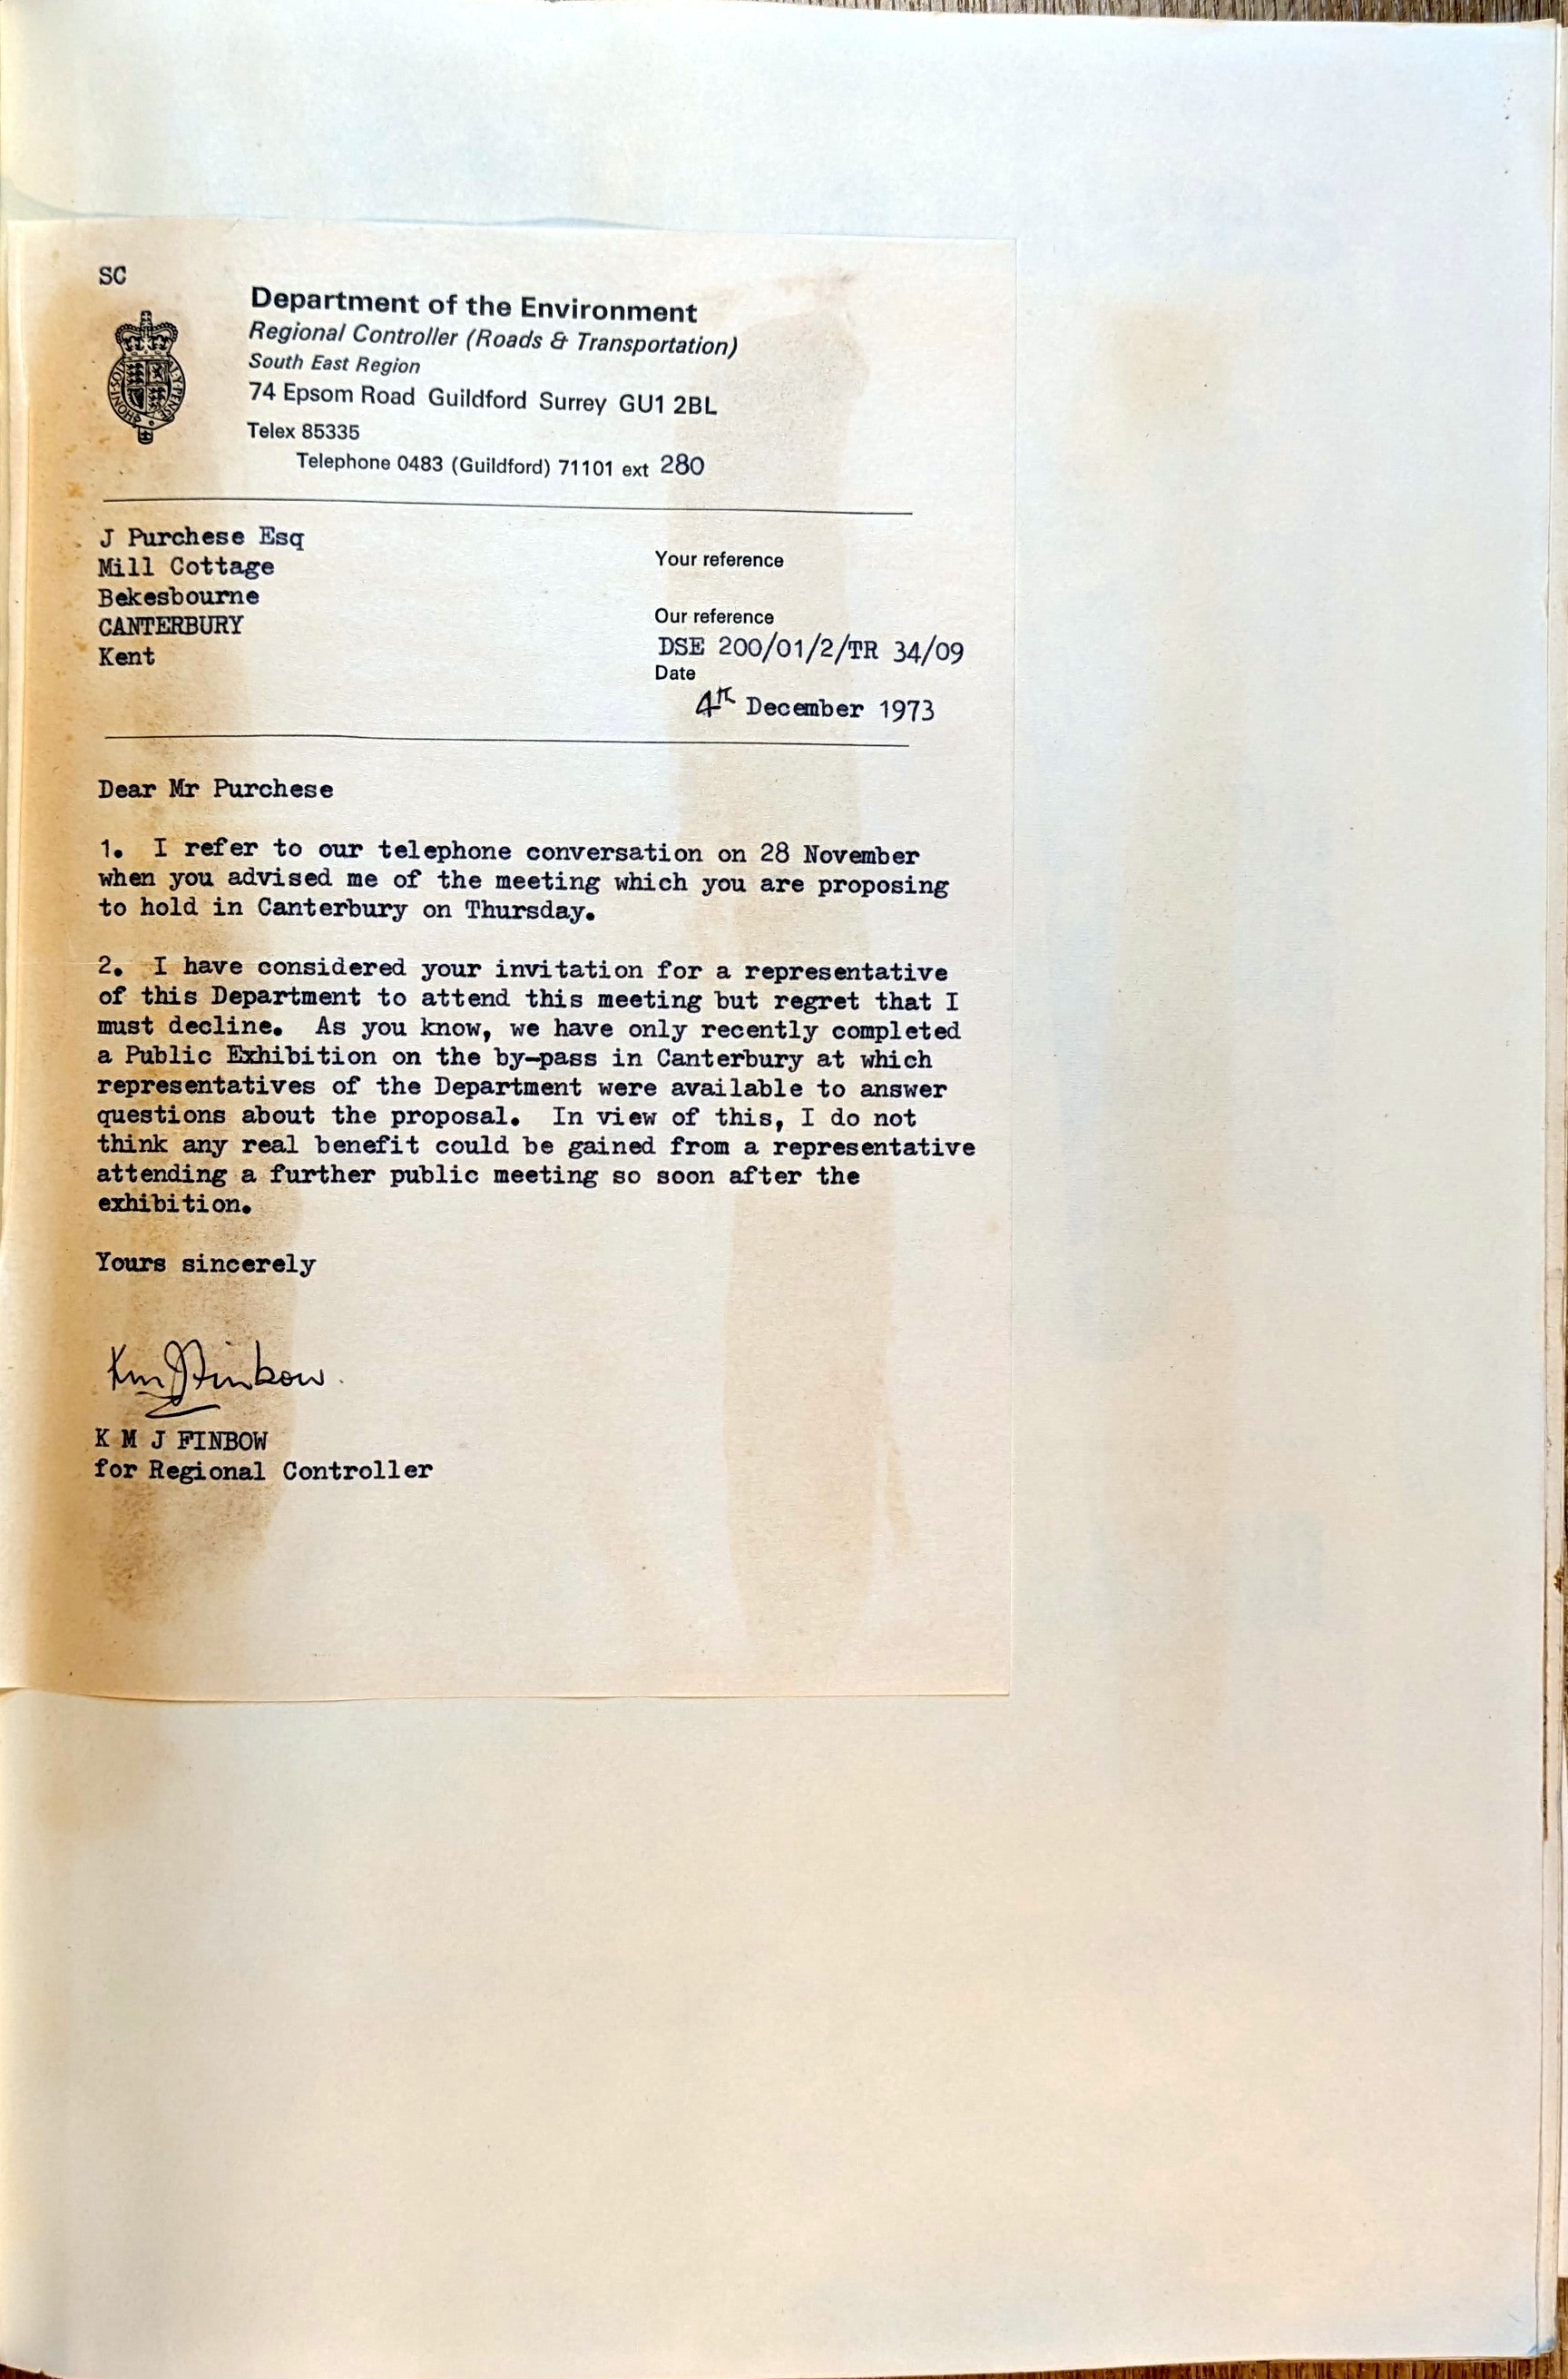 SC
Department of the Environment
Regional Controller (Roads & Transportation)
South East Region
74 Epsom Road Guildford Surrey GU1 2BL
Telex 85335
Telephone 0483 (Guildford) 71101 ext 280
J Purchese Esq
Mill Cottage
Bekesbourne
CANTERBURY
Kent
Your reference
Our reference
DSE 200/01/2/TR 34/09
Date
4th December 1973
Dear Mr Purchese
1. I refer to our telephone conversation on 28 November
when you advised me of the meeting which you are proposing
to hold in Canterbury on Thursday.
2. I have considered your invitation for a representative
of this Department to attend this meeting but regret that I
must decline. As you know, we have only recently completed
a Public Exhibition on the by-pass in Canterbury at which
representatives of the Department were available to answer
questions about the proposal. In view of this, I do not
think any real benefit could be gained from a representative
attending a further public meeting so soon after the
exhibition.
Yours sincerely
KMJ Finbow.
K M J FINBOW
for Regional Controller